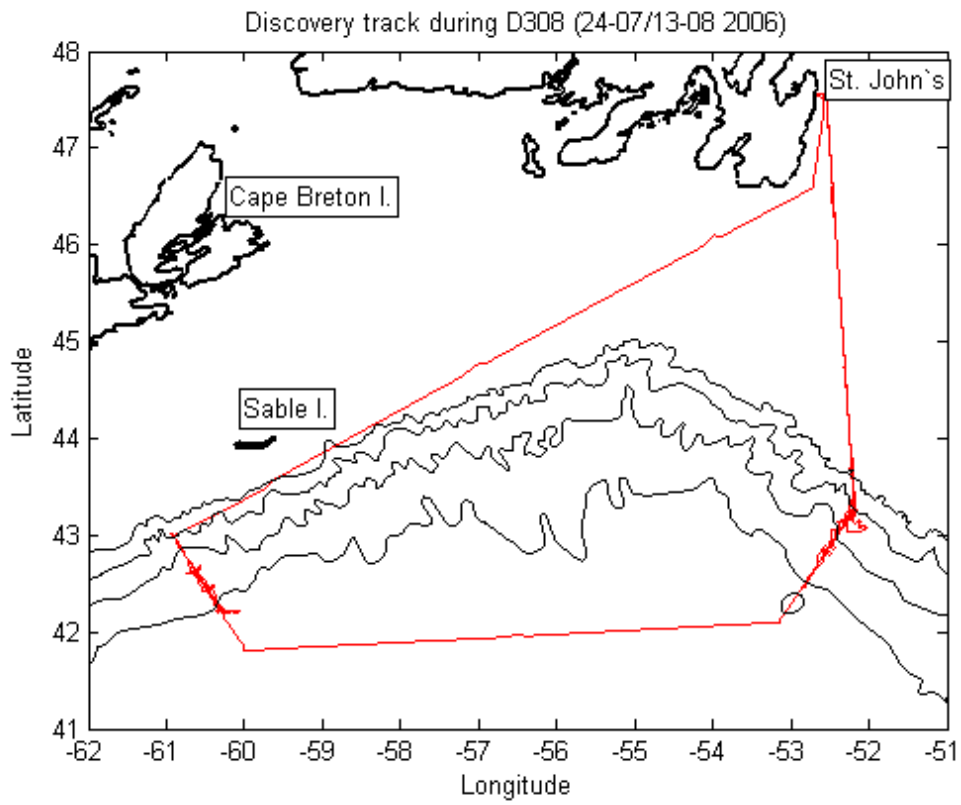 Discovery track during D308 (24-07/13-08 2006)
48
47
46
45
44
43
42
41
Latitude
St. John`s
Cape Breton I.
Sable I.
-62 -61 -60 -59 -58 -57 -56 -55 -54 -53 -52 -51
Longitude